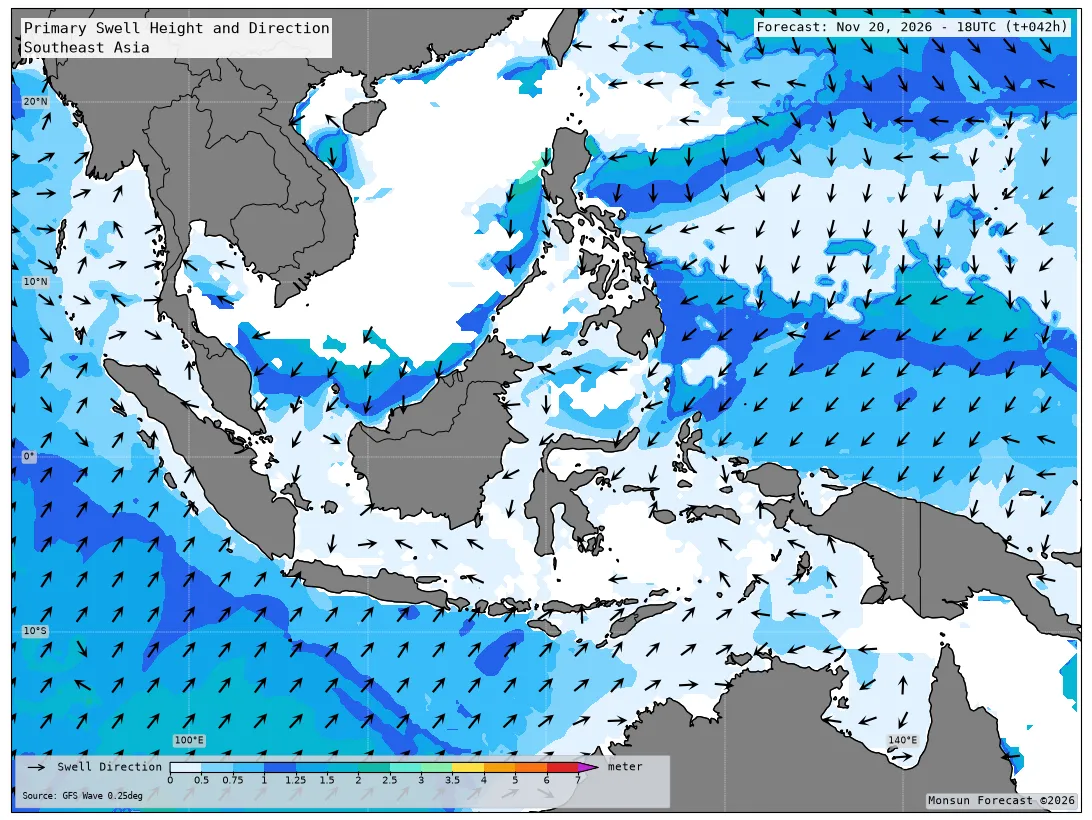 Primary Swell Height and Direction
Southeast Asia
Forecast: Nov 20, 2026 - 18UTC (t+042h)
20°N
10°N
0°
10°S
100°E
140°E
Swell Direction
0 0.5 0.75 1 1.25 1.5 2 2.5 3 3.5 4 5 6 7
meter
Source: GFS Wave 0.25deg
Monsun Forecast ©2026